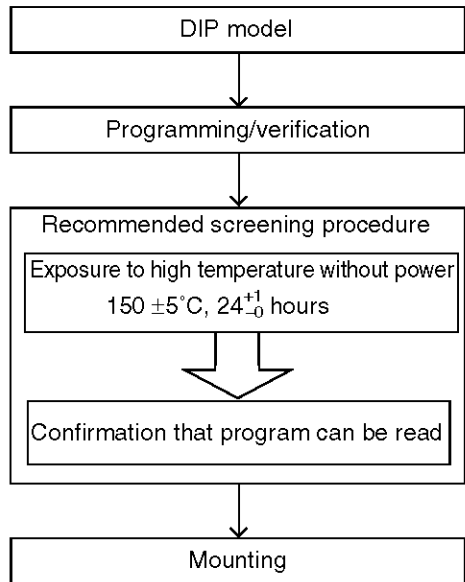 DIP model
Programming/verification
Recommended screening procedure
Exposure to high temperature without power
150 ±5°C, 24 +1 −0 hours
Confirmation that program can be read
Mounting